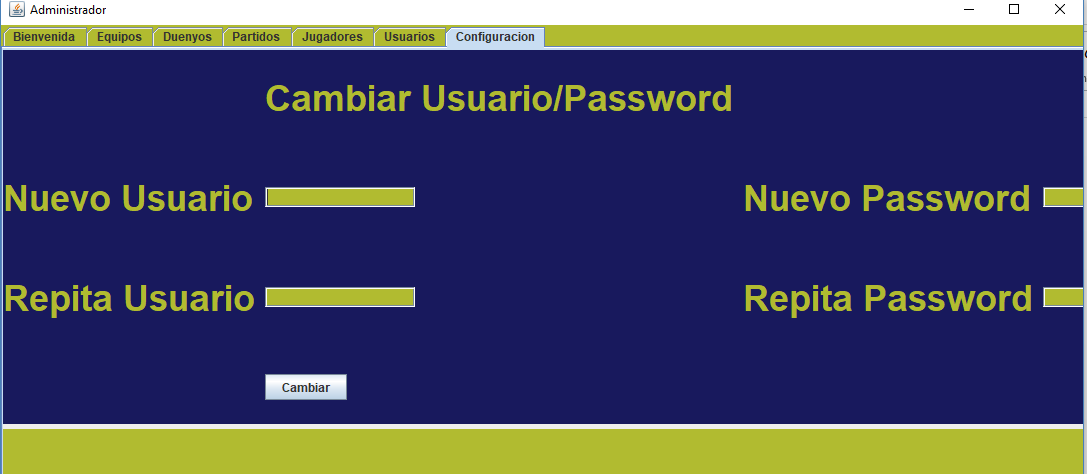 Administrador
Bienvenida Equipos Duenyos Partidos Jugadores Usuarios Configuracion
Cambiar Usuario/Password
Nuevo Usuario Nuevo Password
Repita Usuario Repita Password
Cambiar